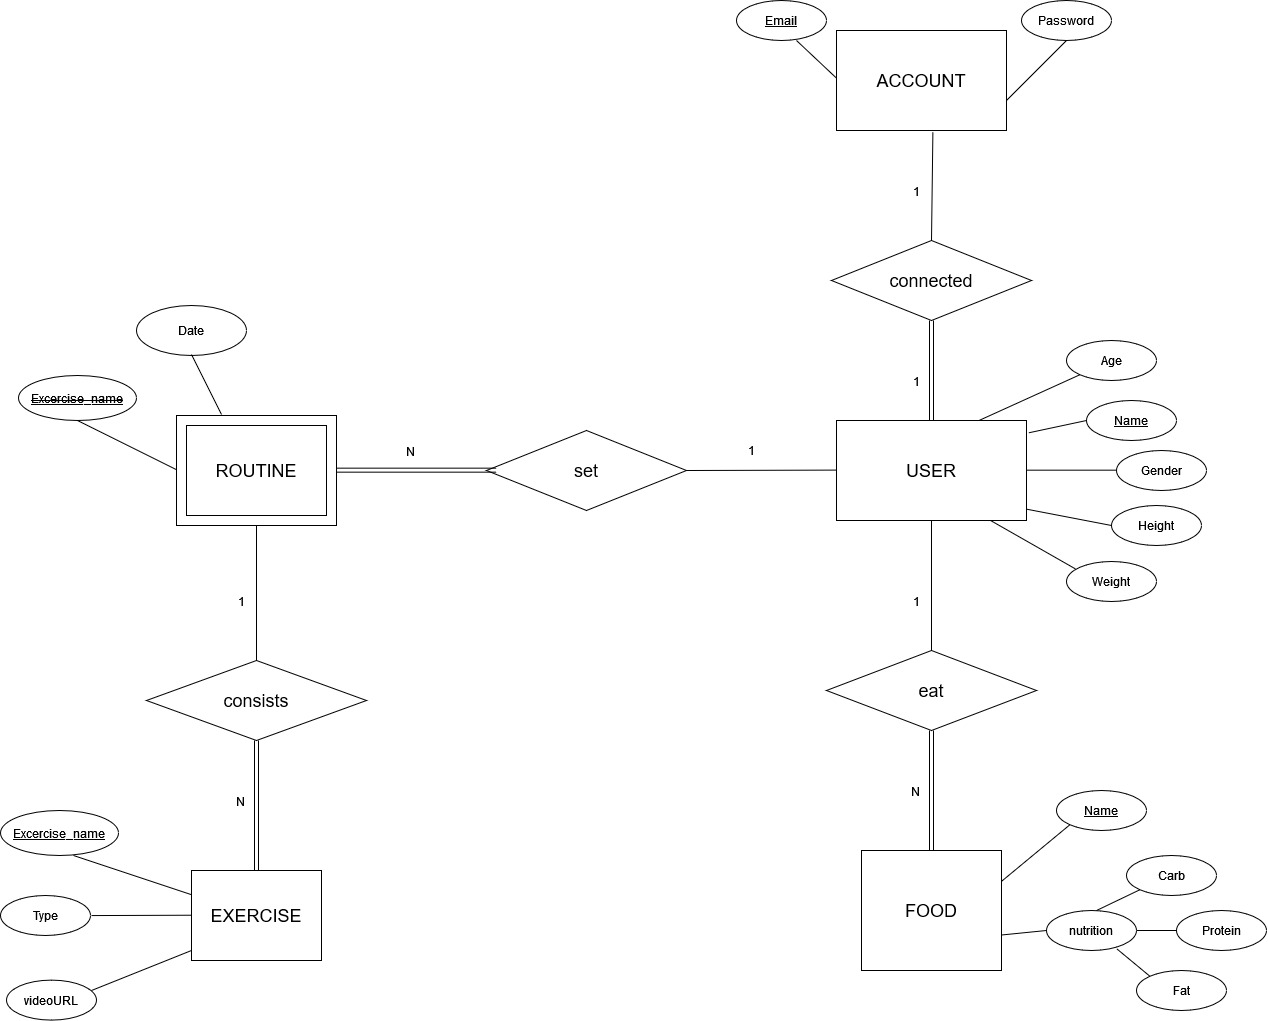 Email
Password
ACCOUNT
1
connected
1
Date
Excercise_name
ROUTINE
N
set
1
USER
Age
Name
Gender
Height
Weight
1
consists
N
1
eat
N
Excercise_name
Type
videoURL
EXERCISE
FOOD
Name
nutrition
Carb
Protein
Fat